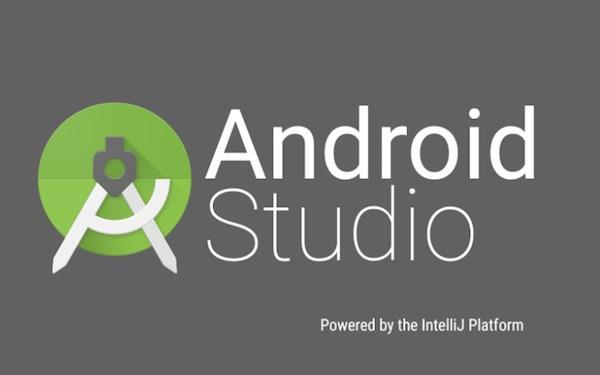 Android
Studio
Powered by the IntelliJ Platform